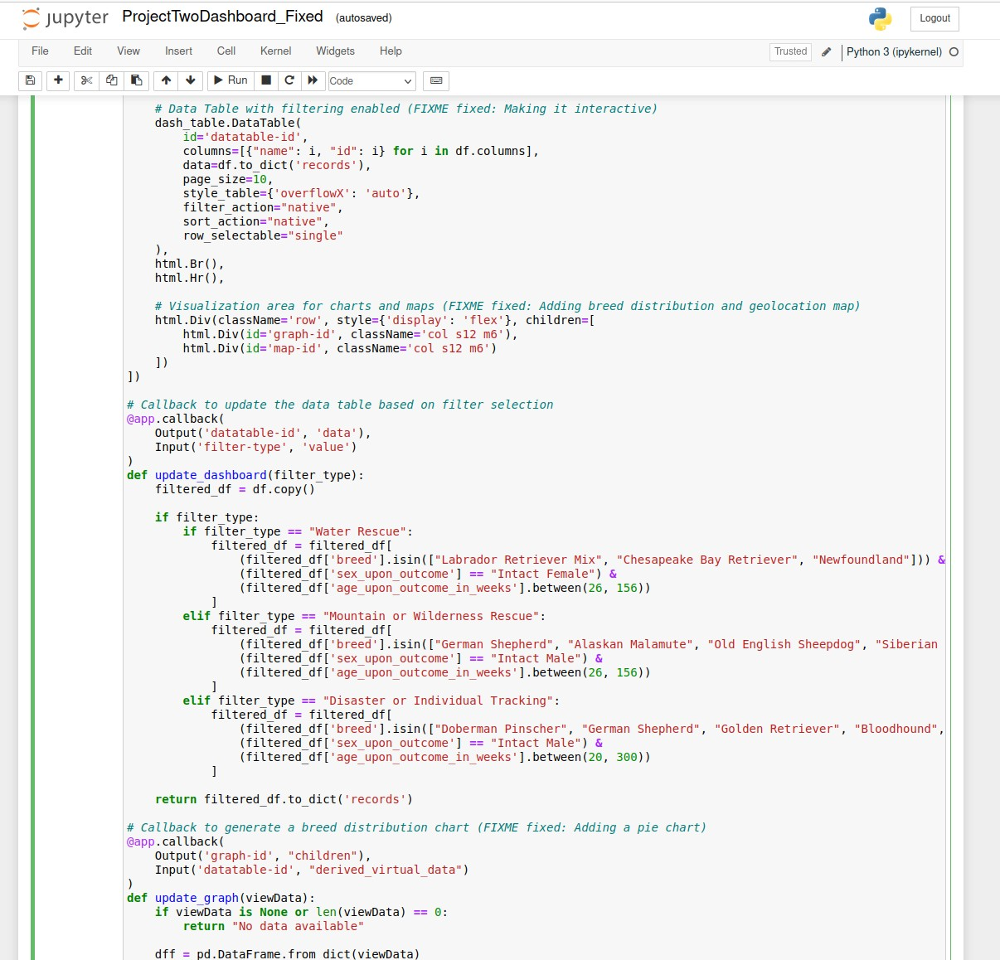 jupyter ProjectTwoDashboard_Fixed (autosaved) Logout
File Edit View Insert Cell Kernel Widgets Help Trusted Python 3 (ipykernel)
Run Code
    # Data Table with filtering enabled (FIXME fixed: Making it interactive)
    dash_table.DataTable(
        id='datatable-id',
        columns=[{"name": i, "id": i} for i in df.columns],
        data=df.to_dict('records'),
        page_size=10,
        style_table={'overflowX': 'auto'},
        filter_action="native",
        sort_action="native",
        row_selectable="single"
    ),
    html.Br(),
    html.Hr(),

    # Visualization area for charts and maps (FIXME fixed: Adding breed distribution and geolocation map)
    html.Div(className='row', style={'display': 'flex'}, children=[
        html.Div(id='graph-id', className='col s12 m6'),
        html.Div(id='map-id', className='col s12 m6')
    ])
])

# Callback to update the data table based on filter selection
@app.callback(
    Output('datatable-id', 'data'),
    Input('filter-type', 'value')
)
def update_dashboard(filter_type):
    filtered_df = df.copy()

    if filter_type:
        if filter_type == "Water Rescue":
            filtered_df = filtered_df[
                (filtered_df['breed'].isin(["Labrador Retriever Mix", "Chesapeake Bay Retriever", "Newfoundland"])) &
                (filtered_df['sex_upon_outcome'] == "Intact Female") &
                (filtered_df['age_upon_outcome_in_weeks'].between(26, 156))
            ]
        elif filter_type == "Mountain or Wilderness Rescue":
            filtered_df = filtered_df[
                (filtered_df['breed'].isin(["German Shepherd", "Alaskan Malamute", "Old English Sheepdog", "Siberian
                (filtered_df['sex_upon_outcome'] == "Intact Male") &
                (filtered_df['age_upon_outcome_in_weeks'].between(26, 156))
            ]
        elif filter_type == "Disaster or Individual Tracking":
            filtered_df = filtered_df[
                (filtered_df['breed'].isin(["Doberman Pinscher", "German Shepherd", "Golden Retriever", "Bloodhound",
                (filtered_df['sex_upon_outcome'] == "Intact Male") &
                (filtered_df['age_upon_outcome_in_weeks'].between(20, 300))
            ]

    return filtered_df.to_dict('records')

# Callback to generate a breed distribution chart (FIXME fixed: Adding a pie chart)
@app.callback(
    Output('graph-id', "children"),
    Input('datatable-id', "derived_virtual_data")
)
def update_graph(viewData):
    if viewData is None or len(viewData) == 0:
        return "No data available"

    dff = pd.DataFrame.from_dict(viewData)